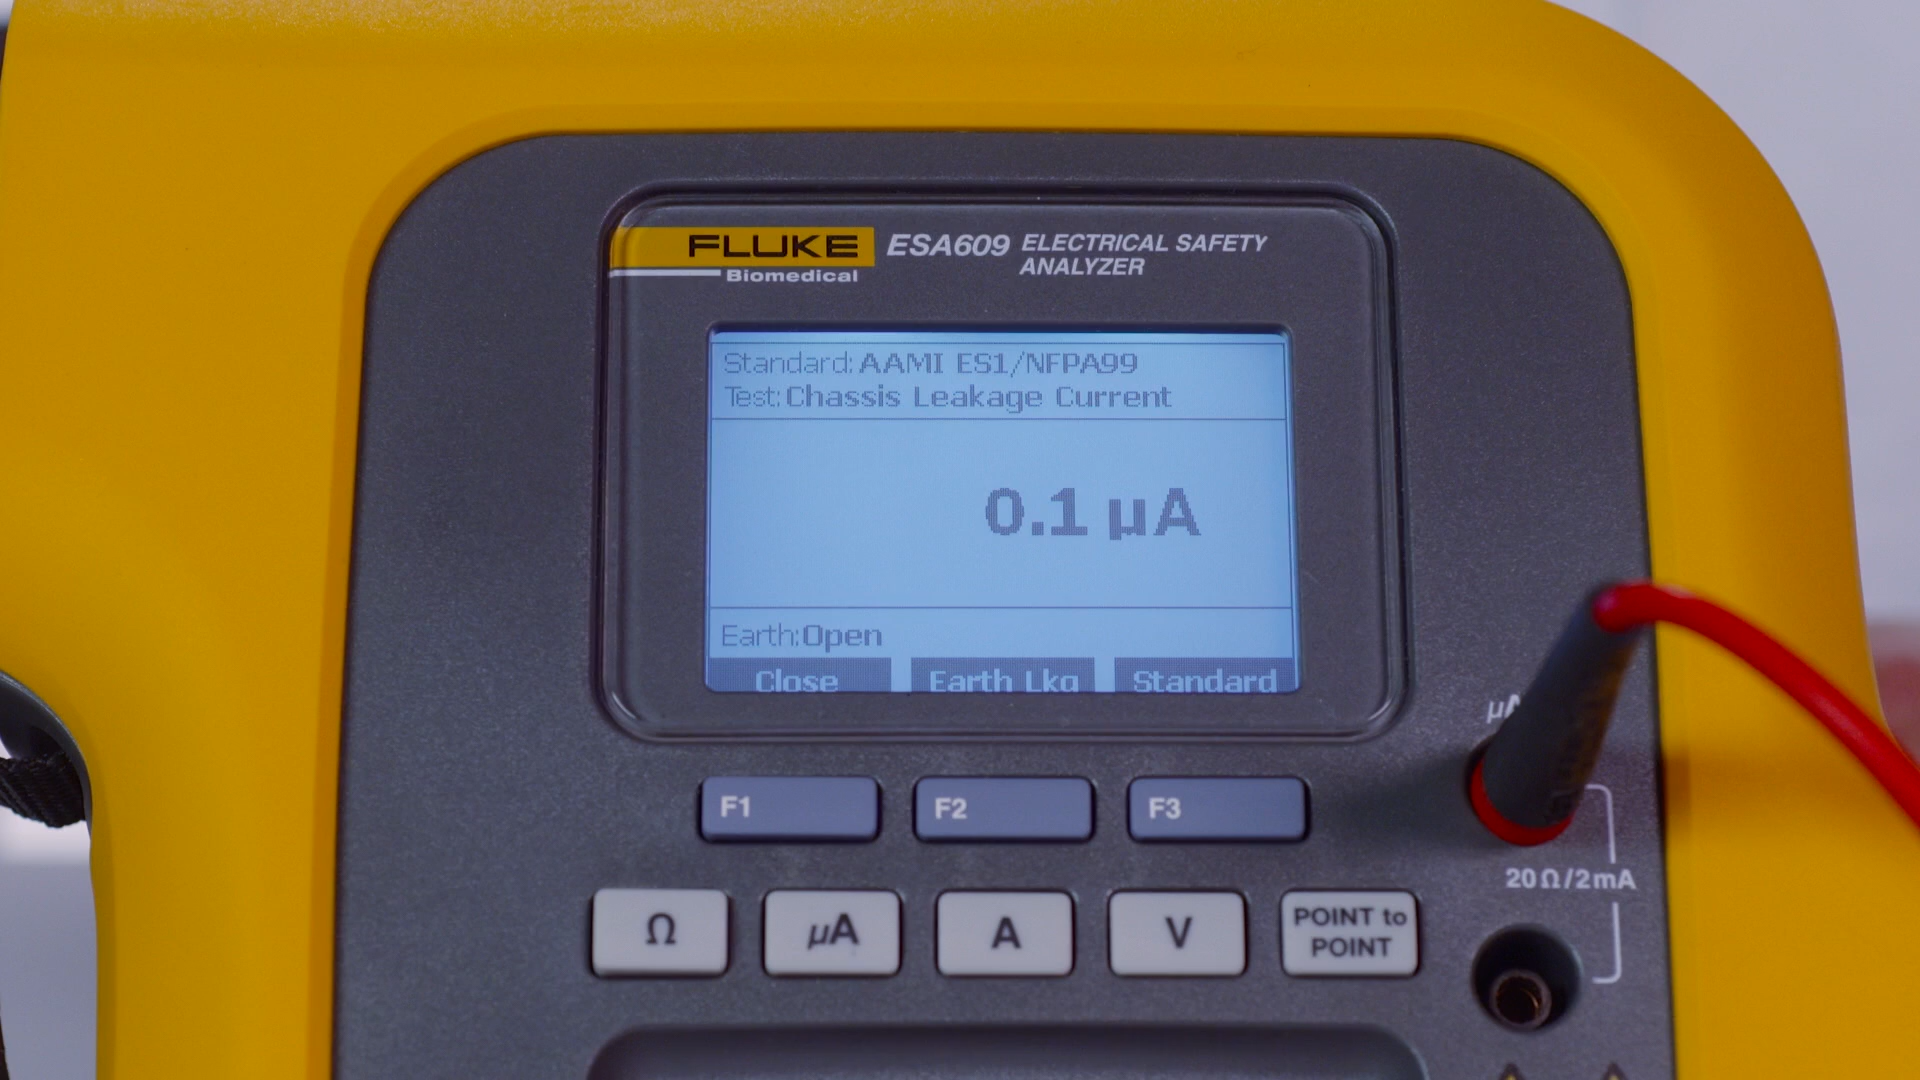 FLUKE
Biomedical
ESA609 ELECTRICAL SAFETY
ANALYZER
Standard: AAMI ES1/NFPA99
Test: Chassis Leakage Current
0.1 µA
Earth: Open
Close Earth Lkg Standard
µA
F1 F2 F3
20Ω/2mA
Ω µA A V POINT to
POINT